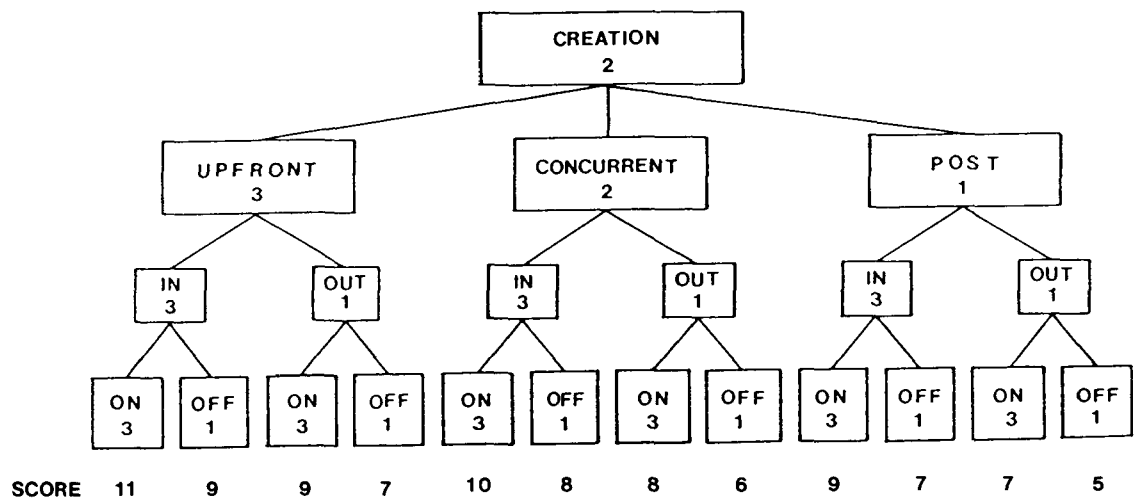 CREATION
2
UPFRONT
3
CONCURRENT
2
POST
1
IN
3
OUT
1
IN
3
OUT
1
IN
3
OUT
1
ON
3
OFF
1
ON
3
OFF
1
ON
3
OFF
1
ON
3
OFF
1
ON
3
OFF
1
ON
3
OFF
1
SCORE 11 9 9 7 10 8 8 6 9 7 7 5